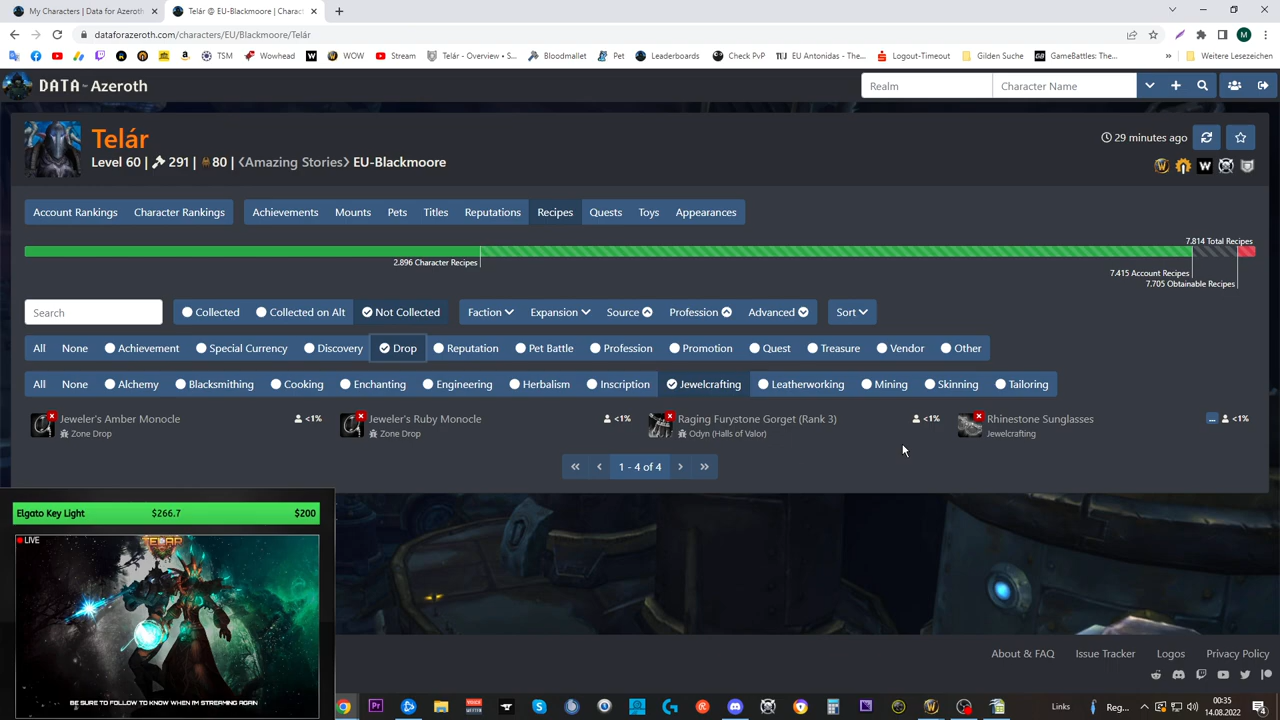 My Characters | Data for Azeroth
Telár @ EU-Blackmoore | Charact
dataforazeroth.com/characters/EU/Blackmoore/Telár
TSM
Wowhead
WOW
Stream
Telár - Overview • S...
Bloodmallet
Pet
Leaderboards
Check PvP
EU Antonidas - The...
Logout-Timeout
Gilden Suche
GameBattles: The...
»
Weitere Lesezeichen
DATA for Azeroth
Realm
Character Name
Telár
Level 60 | 291 | 80 | <Amazing Stories> EU-Blackmoore
29 minutes ago
Account Rankings Character Rankings Achievements Mounts Pets Titles Reputations Recipes Quests Toys Appearances
7.814 Total Recipes
2.896 Character Recipes
7.415 Account Recipes
7.705 Obtainable Recipes
Search
Collected Collected on Alt Not Collected Faction Expansion Source Profession Advanced Sort
All None Achievement Special Currency Discovery Drop Reputation Pet Battle Profession Promotion Quest Treasure Vendor Other
All None Alchemy Blacksmithing Cooking Enchanting Engineering Herbalism Inscription Jewelcrafting Leatherworking Mining Skinning Tailoring
Jeweler's Amber Monocle <1%
Zone Drop
Jeweler's Ruby Monocle <1%
Zone Drop
Raging Furystone Gorget (Rank 3) <1%
Odyn (Halls of Valor)
Rhinestone Sunglasses ... <1%
Jewelcrafting
« ‹ 1 - 4 of 4 › »
Elgato Key Light $266.7 $200
LIVE
TELAR
BE SURE TO FOLLOW TO KNOW WHEN I'M STREAMING AGAIN
About & FAQ Issue Tracker Logos Privacy Policy
Links
Reg...
00:35
14.08.2022